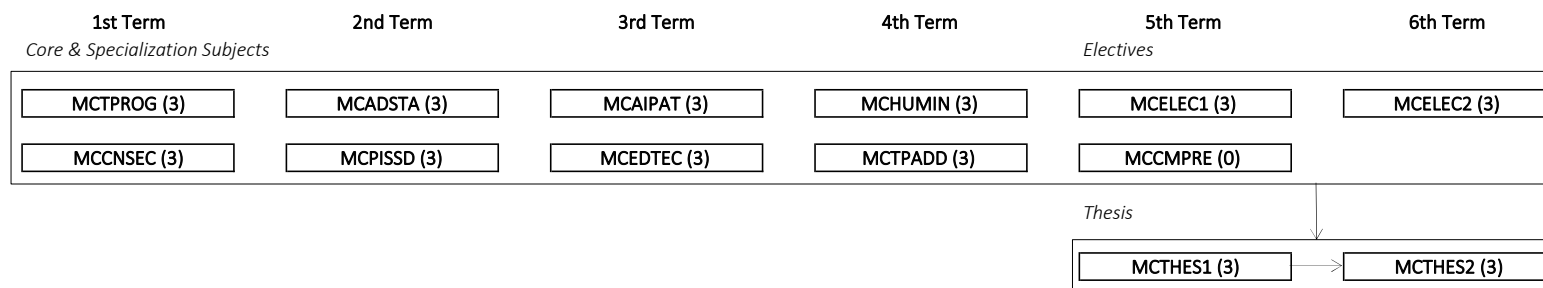 1st Term 2nd Term 3rd Term 4th Term 5th Term 6th Term
Core & Specialization Subjects Electives
MCTPROG (3) MCADSTA (3) MCAIPAT (3) MCHUMIN (3) MCELEC1 (3) MCELEC2 (3)
MCCNSEC (3) MCPISSD (3) MCEDTEC (3) MCTPADD (3) MCCMPRE (0)
Thesis
MCTHES1 (3) MCTHES2 (3)